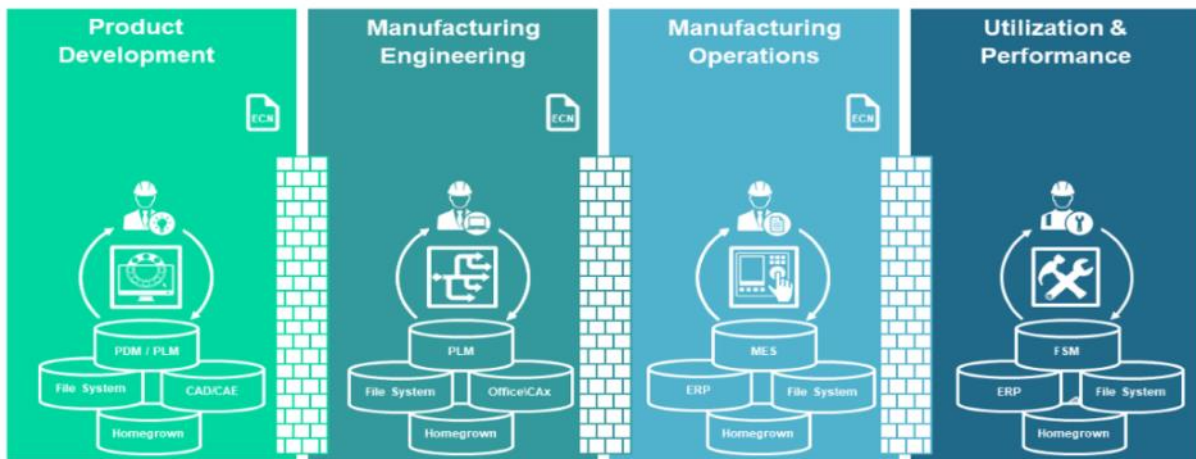 Product
Development
Manufacturing
Engineering
Manufacturing
Operations
Utilization &
Performance
ECN
ECN
ECN
PDM / PLM
File System
CAD/CAE
Homegrown
PLM
File System
Office\CAx
Homegrown
MES
ERP
File System
Homegrown
FSM
ERP
File System
Homegrown